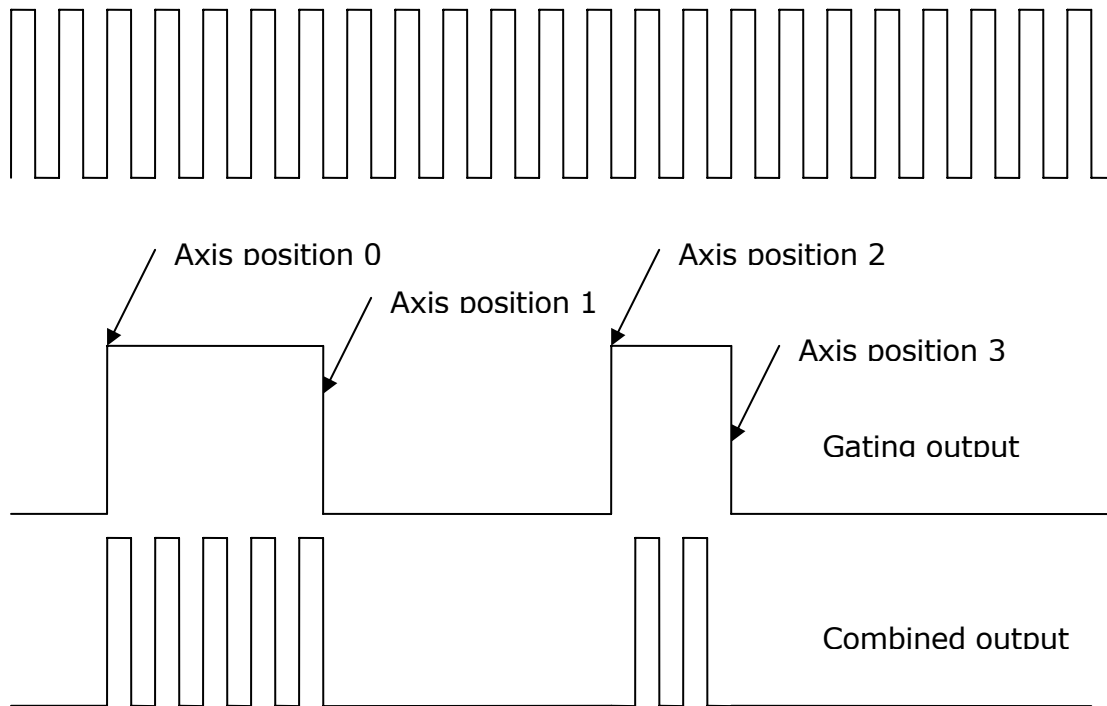 Axis position 0
Axis position 2
Axis position 1
Axis position 3
Gating output
Combined output